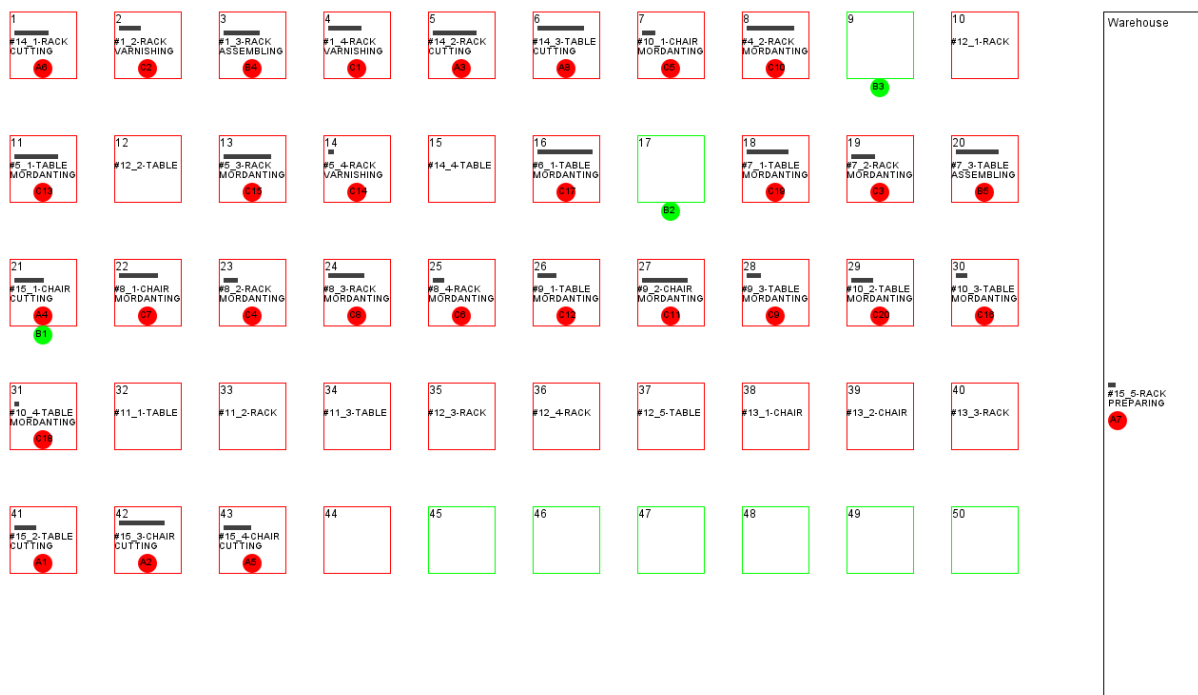 Warehouse
1
#14_1-RACK
CUTTING
A6
2
#1_2-RACK
VARNISHING
C2
3
#1_3-RACK
ASSEMBLING
B4
4
#1_4-RACK
VARNISHING
C1
5
#14_2-RACK
CUTTING
A3
6
#14_3-TABLE
CUTTING
A8
7
#10_1-CHAIR
MORDANTING
C5
8
#4_2-RACK
MORDANTING
C10
9
B3
10
#12_1-RACK
11
#5_1-TABLE
MORDANTING
C13
12
#12_2-TABLE
13
#5_3-RACK
MORDANTING
C15
14
#5_4-RACK
VARNISHING
C14
15
#14_4-TABLE
16
#6_1-TABLE
MORDANTING
C17
17
B2
18
#7_1-TABLE
MORDANTING
C19
19
#7_2-RACK
MORDANTING
C3
20
#7_3-TABLE
ASSEMBLING
B5
21
#15_1-CHAIR
CUTTING
A4
B1
22
#8_1-CHAIR
MORDANTING
C7
23
#8_2-RACK
MORDANTING
C4
24
#8_3-RACK
MORDANTING
C8
25
#8_4-RACK
MORDANTING
C6
26
#9_1-TABLE
MORDANTING
C12
27
#9_2-CHAIR
MORDANTING
C11
28
#9_3-TABLE
MORDANTING
C9
29
#10_2-TABLE
MORDANTING
C20
30
#10_3-TABLE
MORDANTING
C16
31
#10_4-TABLE
MORDANTING
C18
32
#11_1-TABLE
33
#11_2-RACK
34
#11_3-TABLE
35
#12_3-RACK
36
#12_4-RACK
37
#12_5-TABLE
38
#13_1-CHAIR
39
#13_2-CHAIR
40
#13_3-RACK
#15_5-RACK
PREPARING
A7
41
#15_2-TABLE
CUTTING
A1
42
#15_3-CHAIR
CUTTING
A2
43
#15_4-CHAIR
CUTTING
A5
44
45
46
47
48
49
50